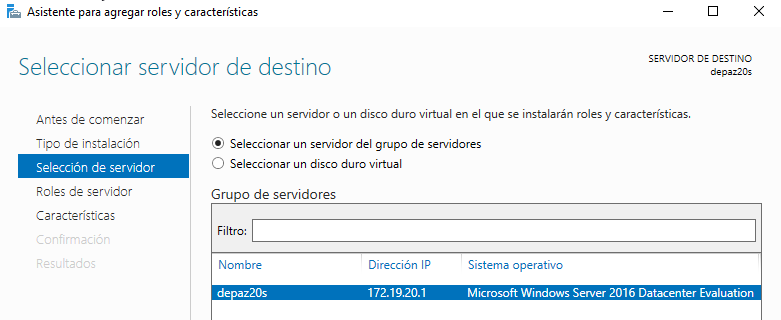 Asistente para agregar roles y características
Seleccionar servidor de destino
SERVIDOR DE DESTINO
depaz20s
Antes de comenzar
Tipo de instalación
Selección de servidor
Roles de servidor
Características
Confirmación
Resultados
Seleccione un servidor o un disco duro virtual en el que se instalarán roles y características.
Seleccionar un servidor del grupo de servidores
Seleccionar un disco duro virtual
Grupo de servidores
Filtro:
Nombre Dirección IP Sistema operativo
depaz20s 172.19.20.1 Microsoft Windows Server 2016 Datacenter Evaluation